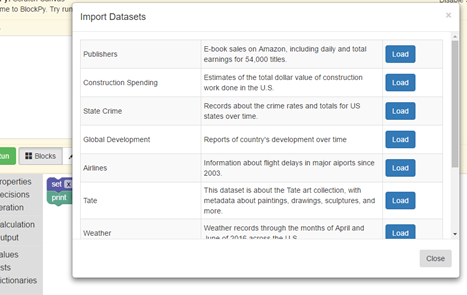 Import Datasets
×
Publishers
E-book sales on Amazon, including daily and total
earnings for 54,000 titles.
Load
Construction Spending
Estimates of the total dollar value of construction
work done in the U.S.
Load
State Crime
Records about the crime rates and totals for US
states over time.
Load
Global Development
Reports of country's development over time
Load
Airlines
Information about flight delays in major aiports since
2003.
Load
Tate
This dataset is about the Tate art collection, with
metadata about paintings, drawings, sculptures, and
more.
Load
Weather
Weather records through the months of April and
June of 2016 across the U.S.
Load
Close
me to BlockPy. Try run
un
Blocks
roperties
ecisions
eration
alculation
utput
alues
sts
ictionaries
set x
print